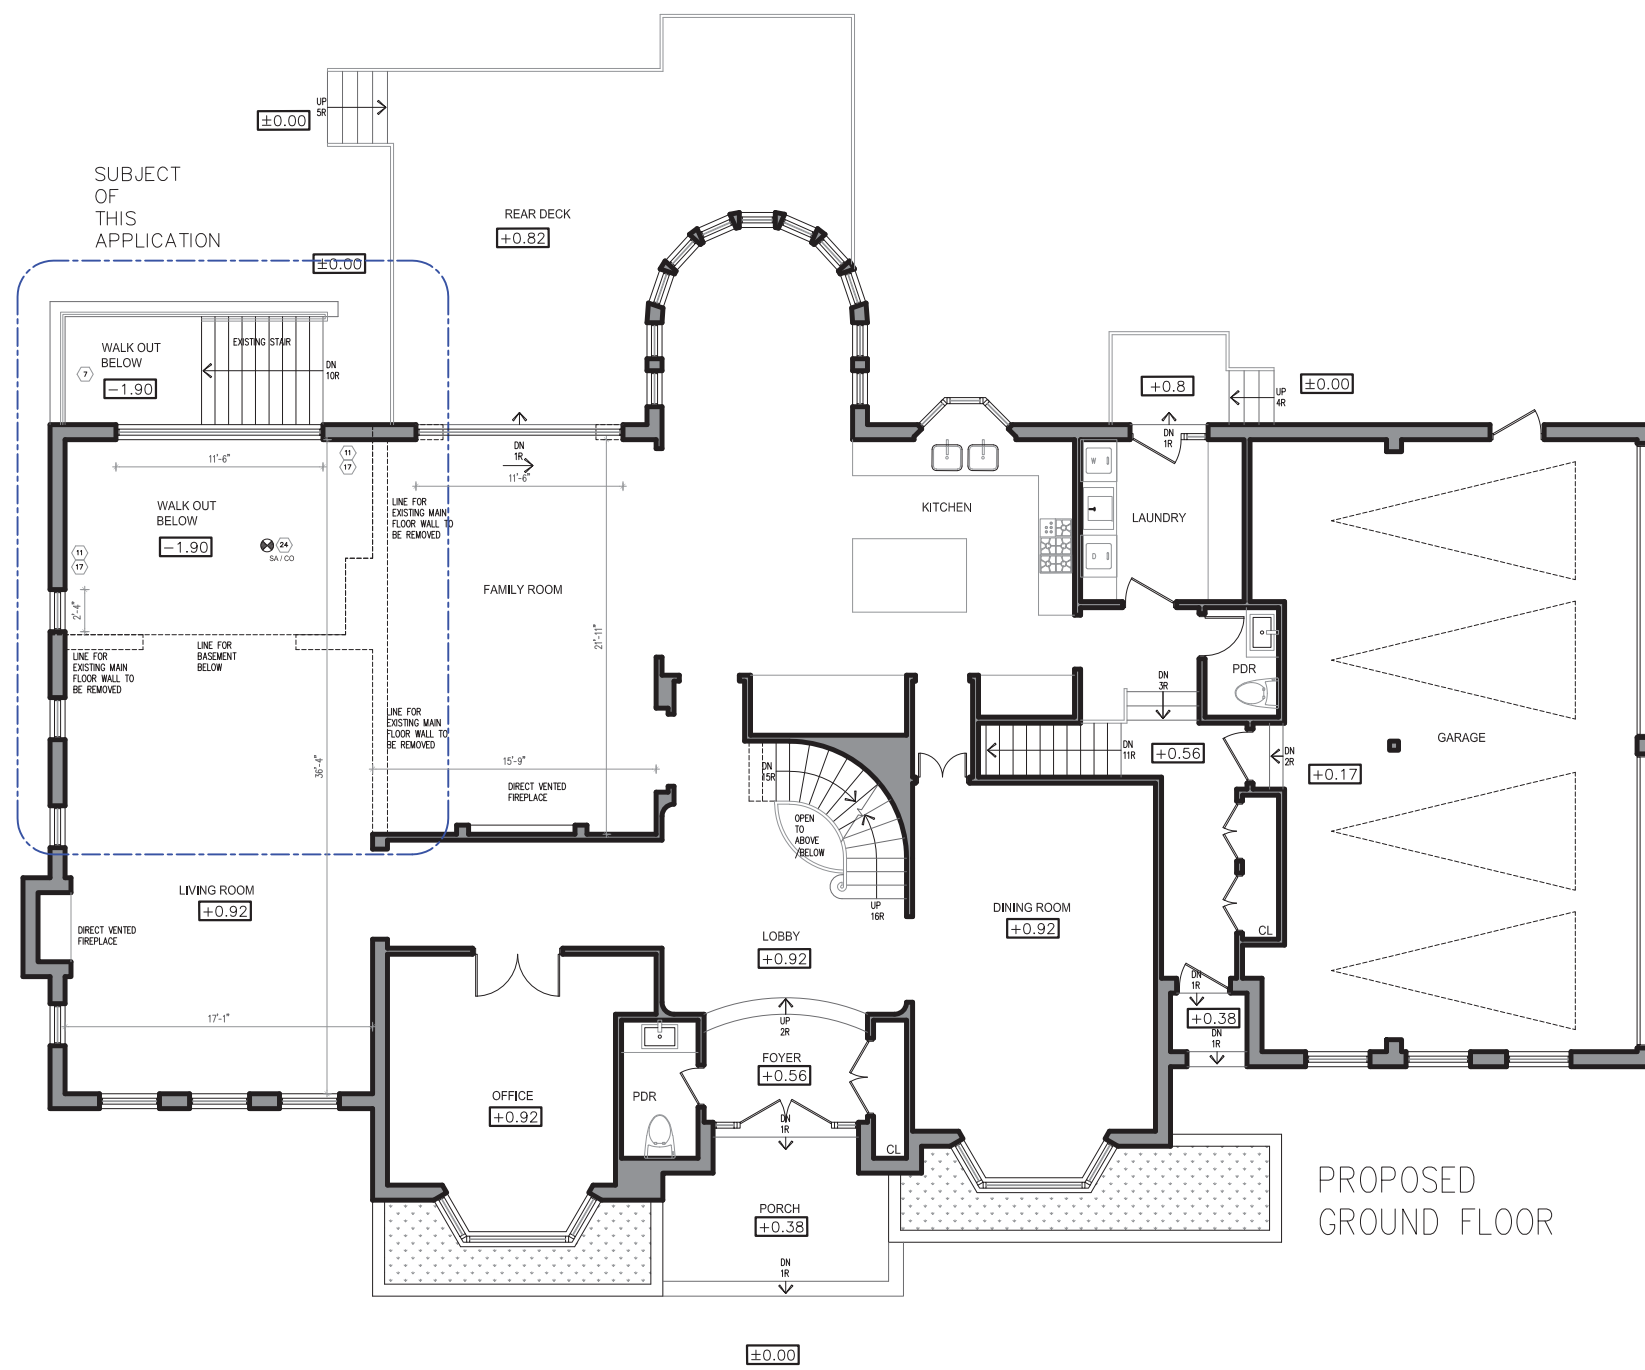 UP
5R
±0.00
SUBJECT
OF
THIS
APPLICATION
REAR DECK
+0.82
±0.00
WALK OUT
BELOW
7
-1.90
EXISTING STAIR
DN
10R
+0.8
UP
4R
±0.00
DN
1R
11'-6"
11
17
DN
1R
11'-6"
LINE FOR
EXISTING MAIN
FLOOR WALL TO
BE REMOVED
WALK OUT
BELOW
-1.90
24
SA / CO
11
17
2'-4"
KITCHEN
W
D
LAUNDRY
FAMILY ROOM
21'-11"
LINE FOR
EXISTING MAIN
FLOOR WALL TO
BE REMOVED
LINE FOR
BASEMENT
BELOW
LINE FOR
EXISTING MAIN
FLOOR WALL TO
BE REMOVED
PDR
DN
3R
DN
11R
+0.56
DN
2R
GARAGE
+0.17
36'-4"
15'-9"
DIRECT VENTED
FIREPLACE
DN
15R
OPEN
TO
ABOVE
/BELOW
UP
16R
LIVING ROOM
+0.92
DIRECT VENTED
FIREPLACE
LOBBY
+0.92
DINING ROOM
+0.92
CL
DN
1R
+0.38
DN
1R
17'-1"
UP
2R
FOYER
+0.56
OFFICE
+0.92
PDR
DN
1R
CL
PORCH
+0.38
DN
1R
PROPOSED
GROUND FLOOR
±0.00